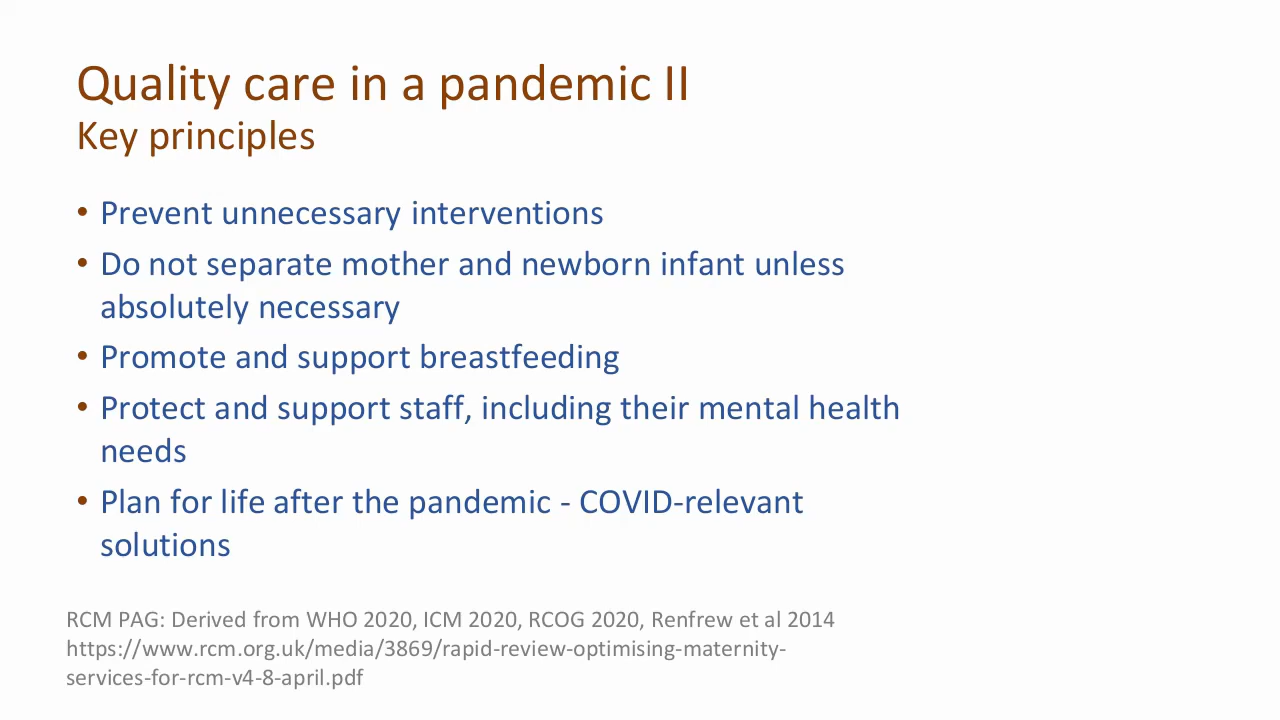 Quality care in a pandemic II
Key principles
• Prevent unnecessary interventions
• Do not separate mother and newborn infant unless
absolutely necessary
• Promote and support breastfeeding
• Protect and support staff, including their mental health
needs
• Plan for life after the pandemic - COVID-relevant
solutions
RCM PAG: Derived from WHO 2020, ICM 2020, RCOG 2020, Renfrew et al 2014
https://www.rcm.org.uk/media/3869/rapid-review-optimising-maternity-
services-for-rcm-v4-8-april.pdf